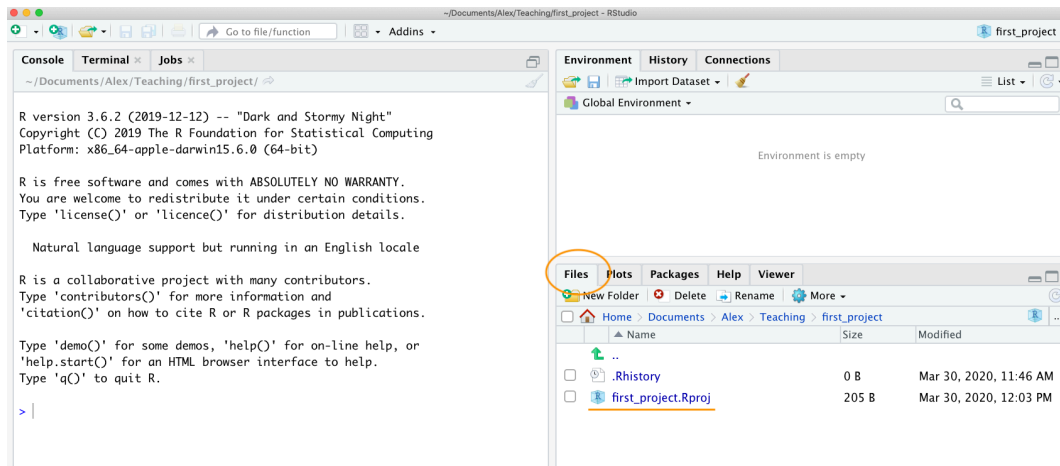 ~/Documents/Alex/Teaching/first_project - RStudio
Go to file/function
Addins
first_project
Console Terminal Jobs
~/Documents/Alex/Teaching/first_project/
R version 3.6.2 (2019-12-12) -- "Dark and Stormy Night"
Copyright (C) 2019 The R Foundation for Statistical Computing
Platform: x86_64-apple-darwin15.6.0 (64-bit)
R is free software and comes with ABSOLUTELY NO WARRANTY.
You are welcome to redistribute it under certain conditions.
Type 'license()' or 'licence()' for distribution details.
Natural language support but running in an English locale
R is a collaborative project with many contributors.
Type 'contributors()' for more information and
'citation()' on how to cite R or R packages in publications.
Type 'demo()' for some demos, 'help()' for on-line help, or
'help.start()' for an HTML browser interface to help.
Type 'q()' to quit R.
>
Environment History Connections
Import Dataset
List
Global Environment
Environment is empty
Files Plots Packages Help Viewer
New Folder Delete Rename More
Home > Documents > Alex > Teaching > first_project
...
Name Size Modified
..
.Rhistory 0 B Mar 30, 2020, 11:46 AM
first_project.Rproj 205 B Mar 30, 2020, 12:03 PM